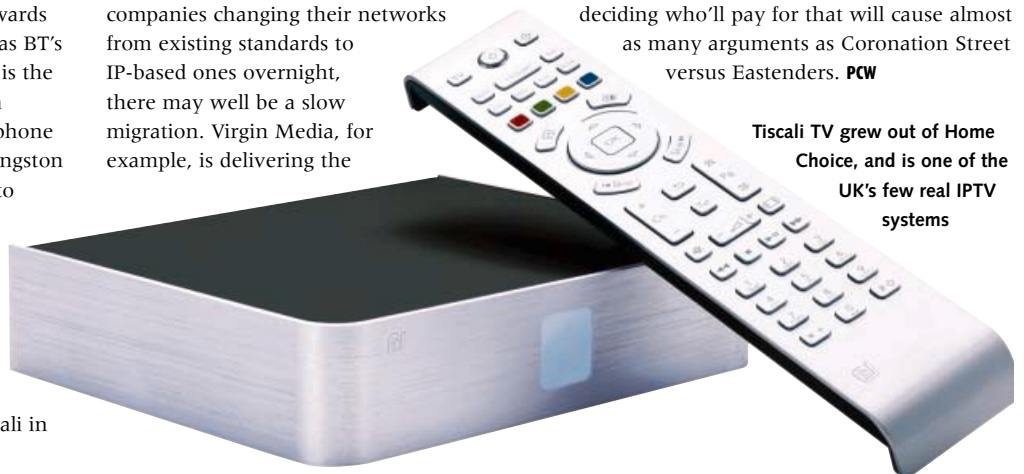 wards
as BT's
is the
phone
ngston
to
ali in
companies changing their networks
from existing standards to
IP-based ones overnight,
there may well be a slow
migration. Virgin Media, for
example, is delivering the
deciding who'll pay for that will cause almost
as many arguments as Coronation Street
versus Eastenders. PCW
Tiscali TV grew out of Home
Choice, and is one of the
UK's few real IPTV
systems